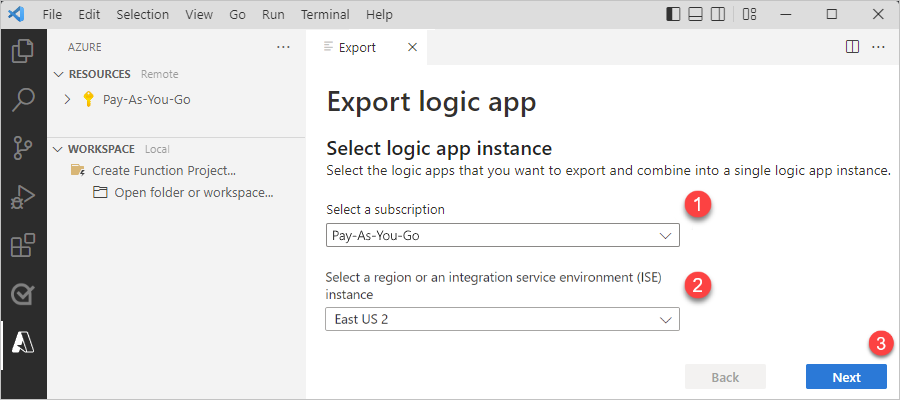 File Edit Selection View Go Run Terminal Help
AZURE
Export
RESOURCES Remote
Pay-As-You-Go
WORKSPACE Local
Create Function Project...
Open folder or workspace...
Export logic app
Select logic app instance
Select the logic apps that you want to export and combine into a single logic app instance.
Select a subscription
1
Pay-As-You-Go
Select a region or an integration service environment (ISE)
instance
2
East US 2
3
Back
Next